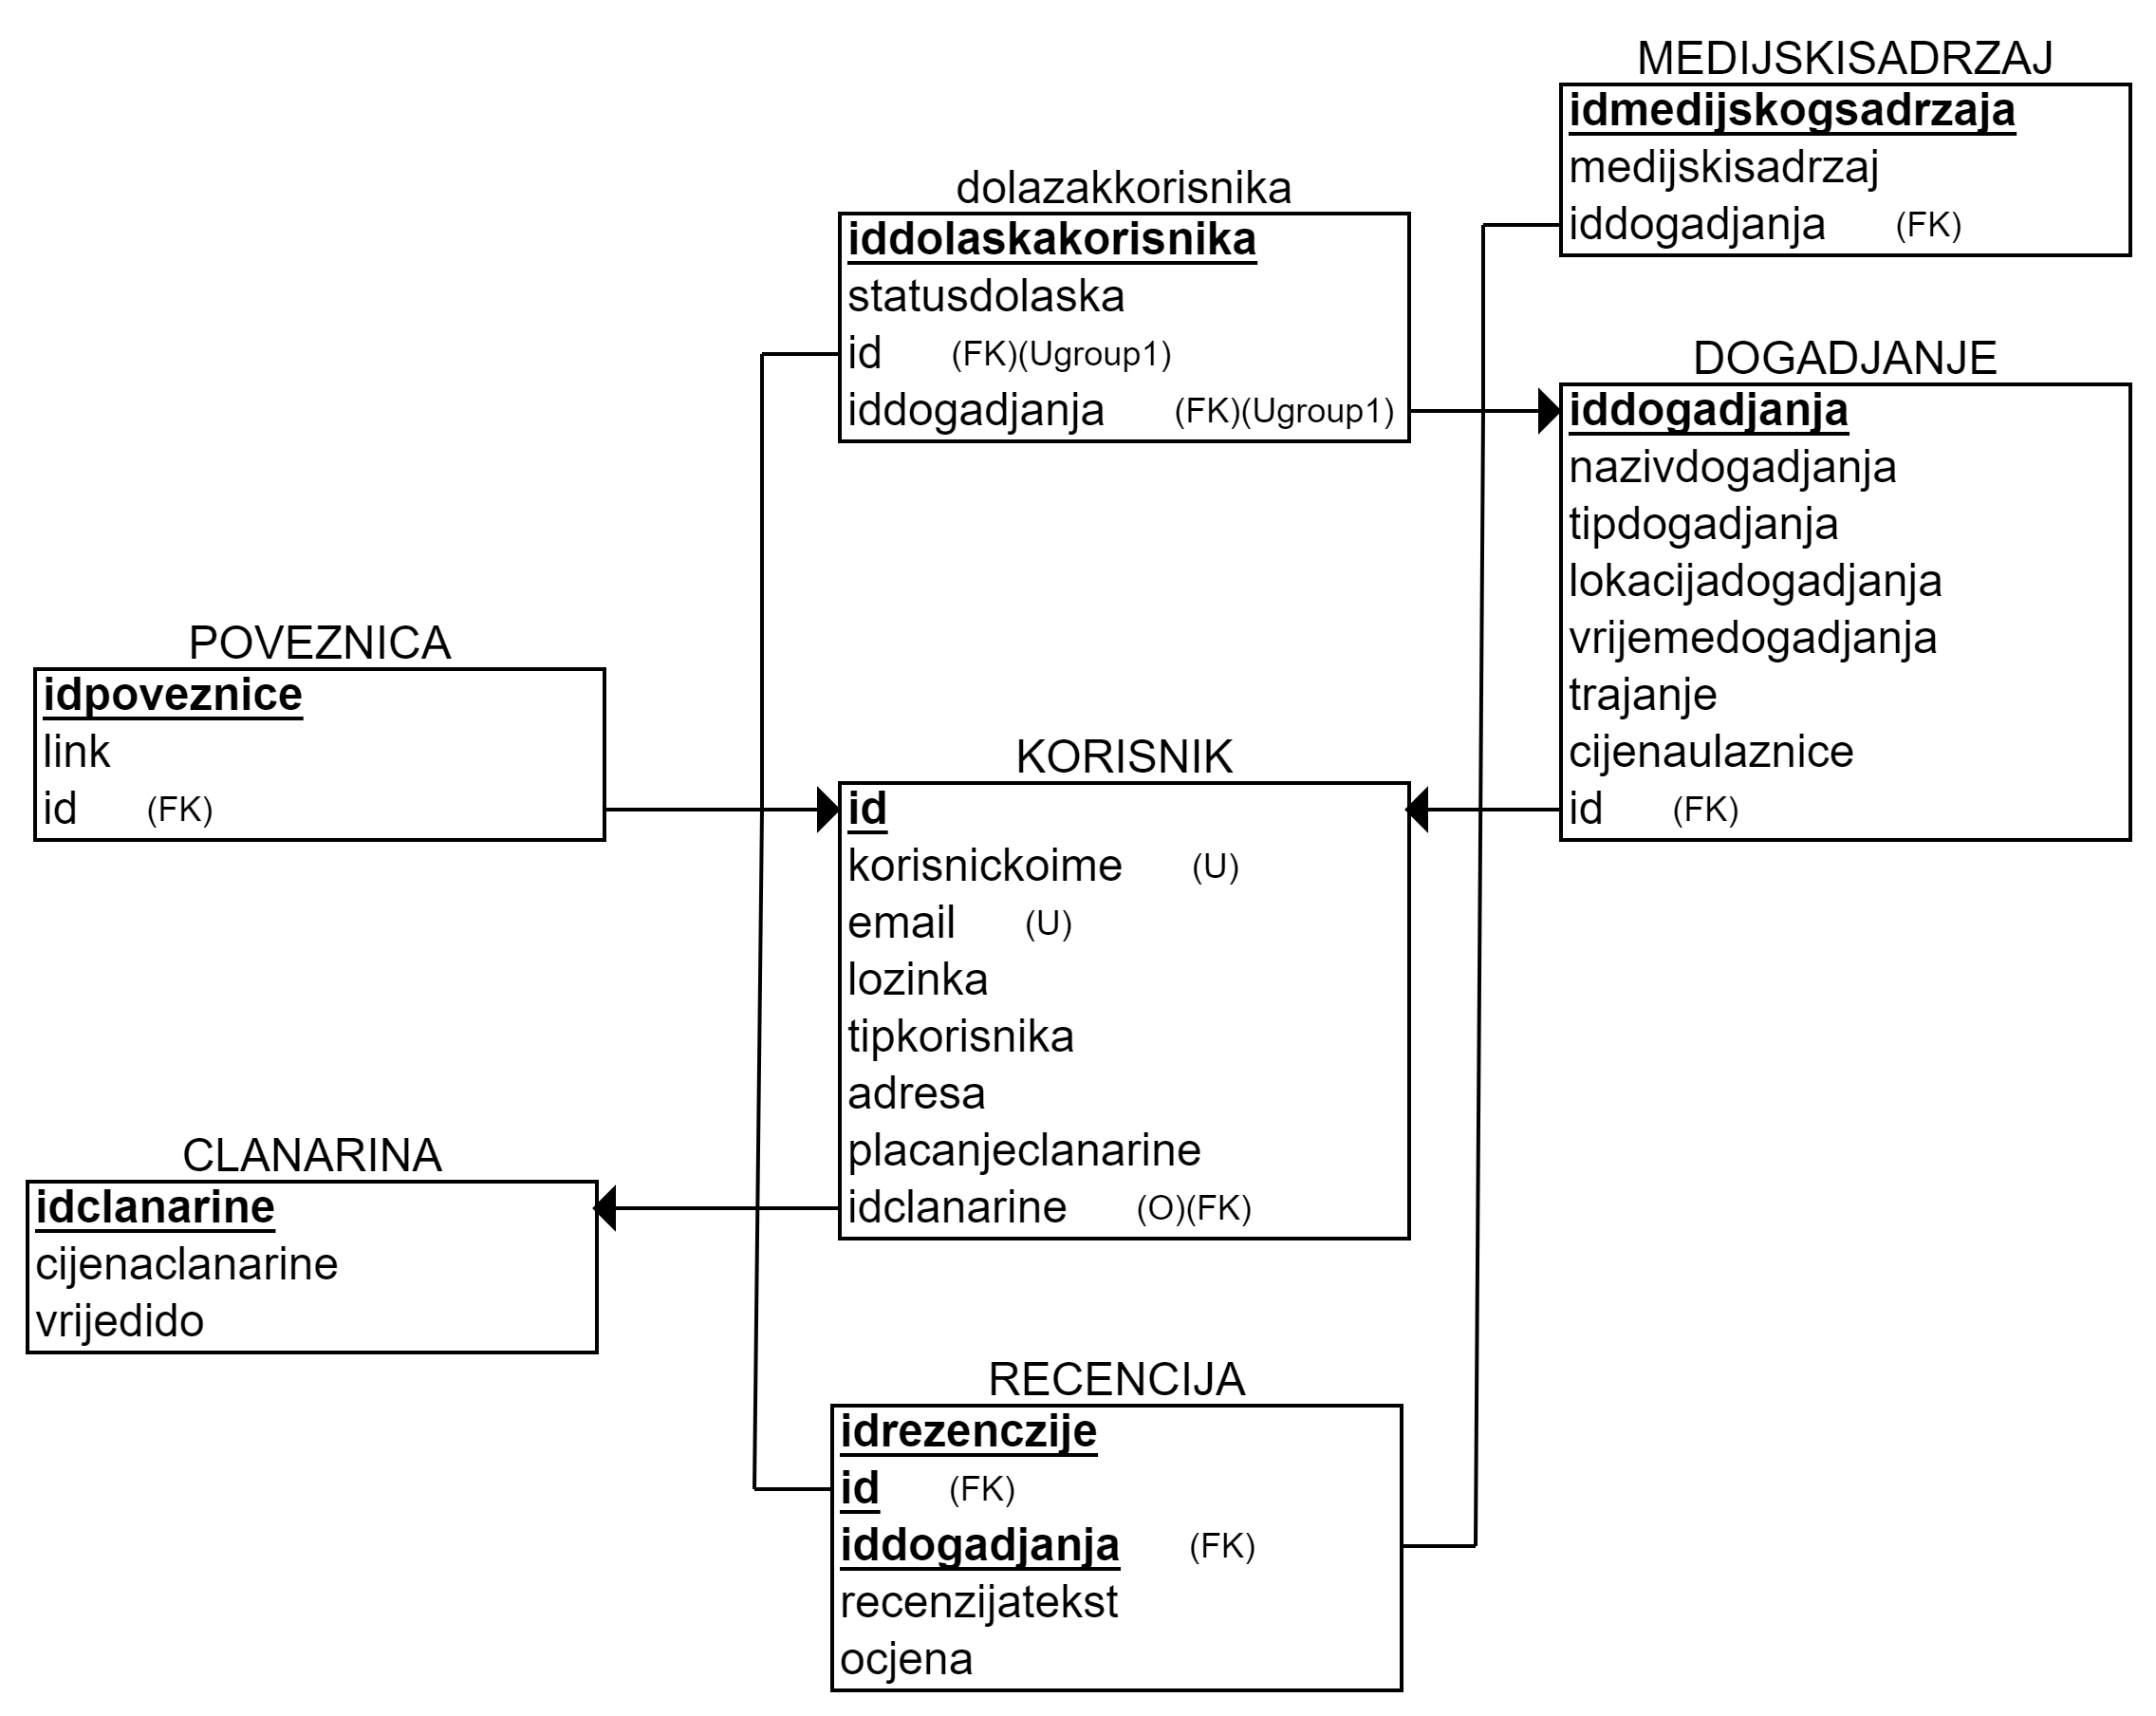 MEDIJSKISADRZAJ
idmedijskogsadrzaja
medijskisadrzaj
iddogadjanja (FK)
dolazakkorisnika
iddolaskakorisnika
statusdolaska
id (FK)(Ugroup1)
iddogadjanja (FK)(Ugroup1)
DOGADJANJE
iddogadjanja
nazivdogadjanja
tipdogadjanja
lokacijadogadjanja
vrijemedogadjanja
trajanje
cijenaulaznice
id (FK)
POVEZNICA
idpoveznice
link
id (FK)
KORISNIK
id
korisnickoime (U)
email (U)
lozinka
tipkorisnika
adresa
placanjeclanarine
idclanarine (O)(FK)
CLANARINA
idclanarine
cijenaclanarine
vrijedido
RECENCIJA
idrezenczije
id (FK)
iddogadjanja (FK)
recenzijatekst
ocjena